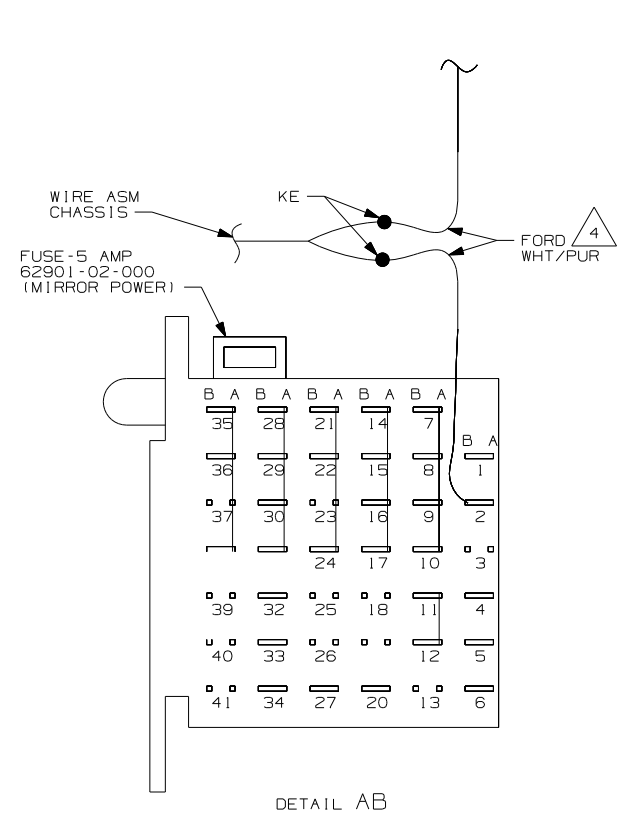 WIRE ASM
CHASSIS
KE
FORD 4
WHT/PUR
FUSE-5 AMP
62901-02-000
(MIRROR POWER)
B A B A B A B A B A
35 28 21 14 7
B A
36 29 22 15 8 1
37 30 23 16 9 2
24 17 10 3
39 32 25 18 11 4
40 33 26 12 5
41 34 27 20 13 6
DETAIL AB